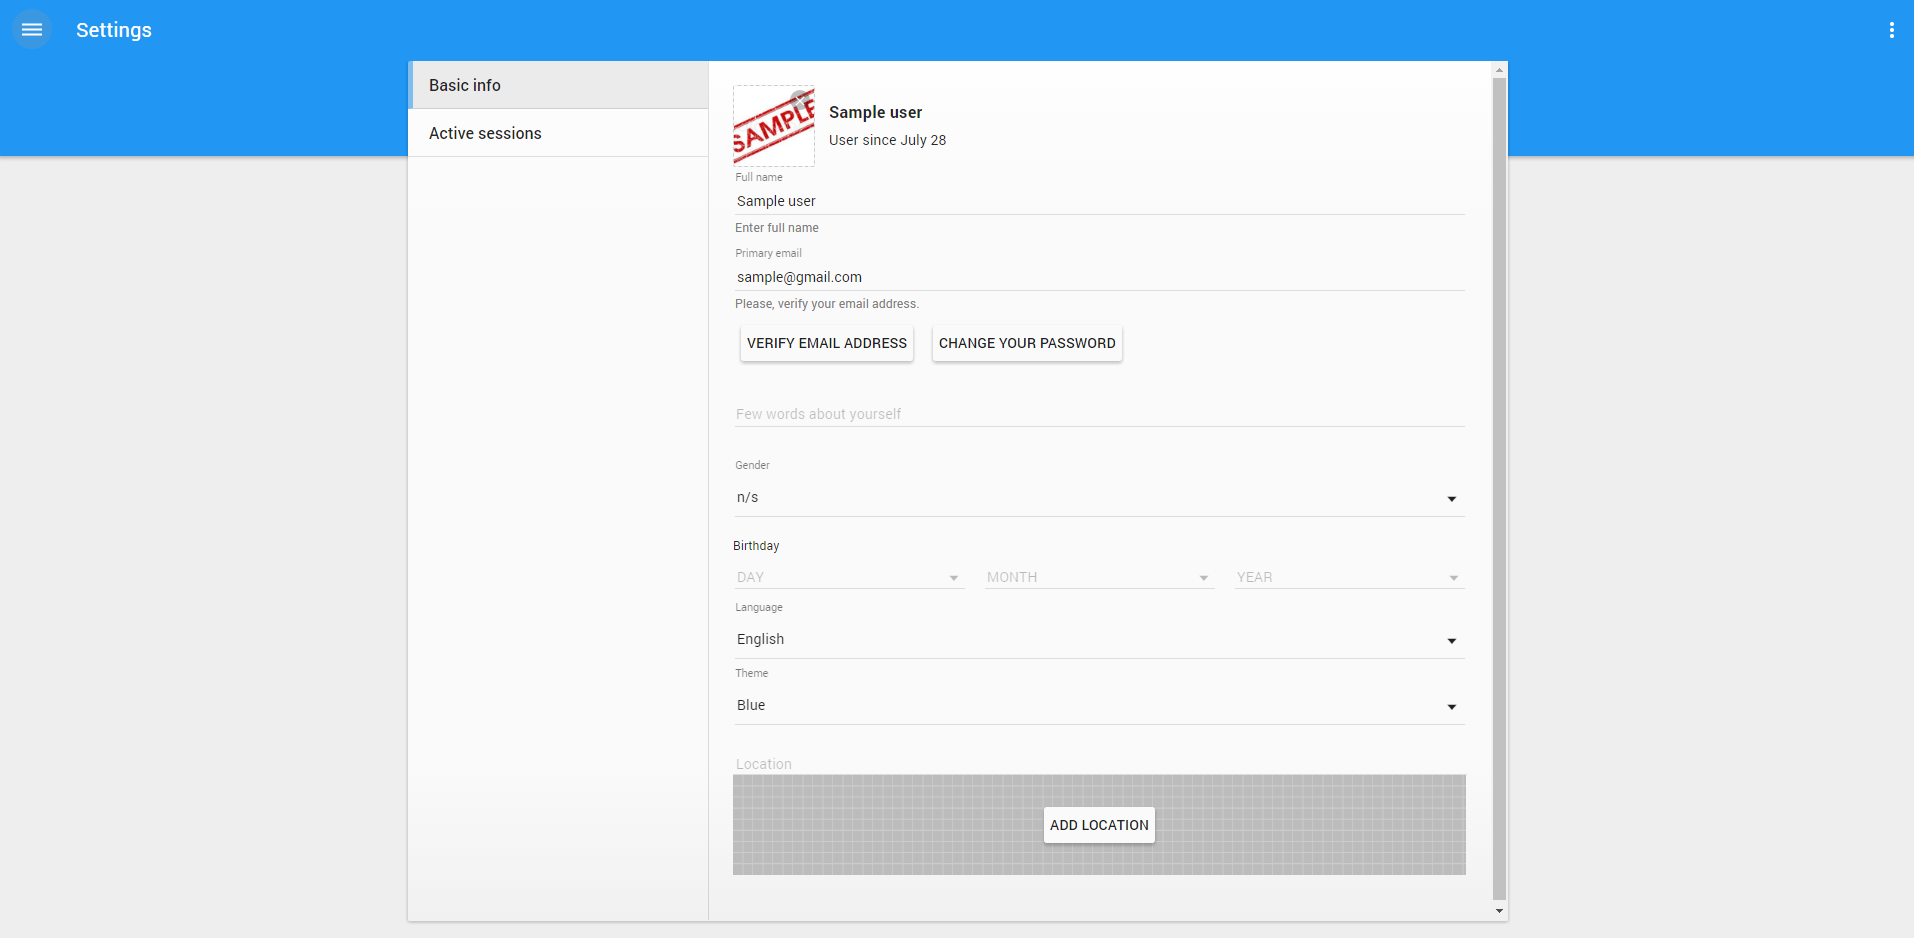 Settings
Basic info
Active sessions
SAMPLE
Sample user
User since July 28
Full name
Sample user
Enter full name
Primary email
sample@gmail.com
Please, verify your email address.
VERIFY EMAIL ADDRESS CHANGE YOUR PASSWORD
Few words about yourself
Gender
n/s
Birthday
DAY MONTH YEAR
Language
English
Theme
Blue
Location
ADD LOCATION